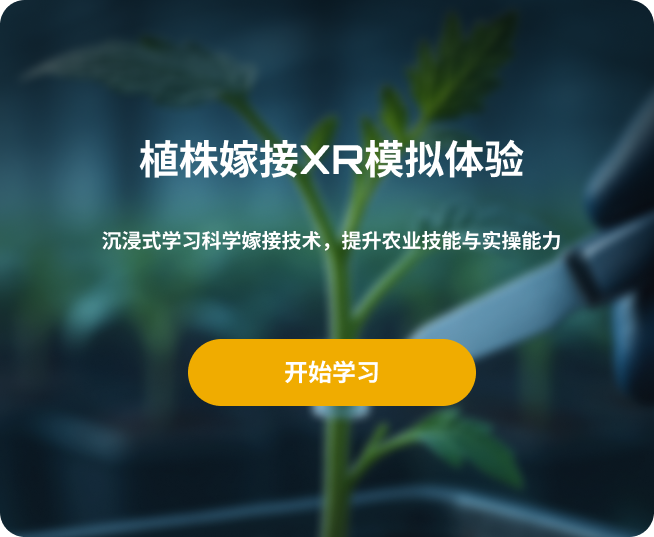 植株嫁接XR模拟体验
沉浸式学习科学嫁接技术，提升农业技能与实操能力
开始学习